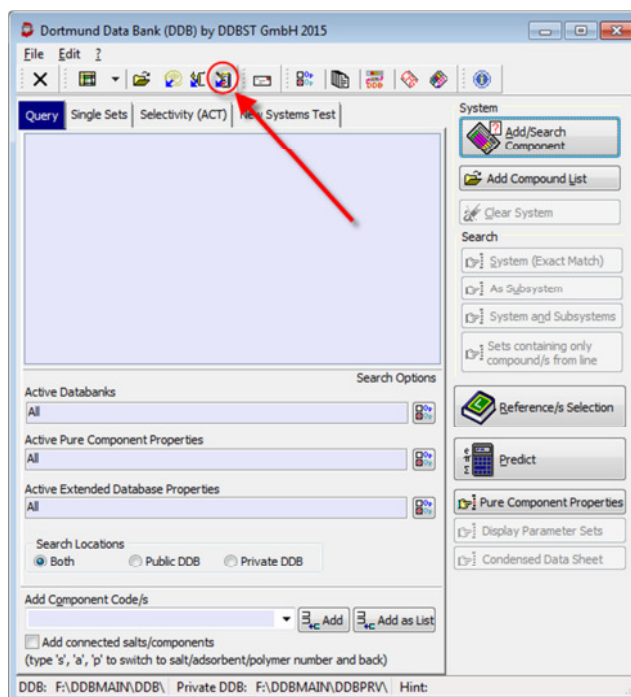 Dortmund Data Bank (DDB) by DDBST GmbH 2015
File Edit ?
Query Single Sets Selectivity (ACT) New Systems Test
System
Add/Search
Component
Add Compound List
Clear System
Search
System (Exact Match)
As Subsystem
System and Subsystems
Sets containing only
compound/s from line
Search Options
Active Databanks
All
Active Pure Component Properties
All
Active Extended Database Properties
All
Search Locations
Both Public DDB Private DDB
Reference/s Selection
Predict
Pure Component Properties
Display Parameter Sets
Condensed Data Sheet
Add Component Code/s
Add Add as List
Add connected salts/components
(type 's', 'a', 'p' to switch to salt/adsorbent/polymer number and back)
DDB: F:\DDBMAIN\DDB\ Private DDB: F:\DDBMAIN\DDBPRV\ Hint: